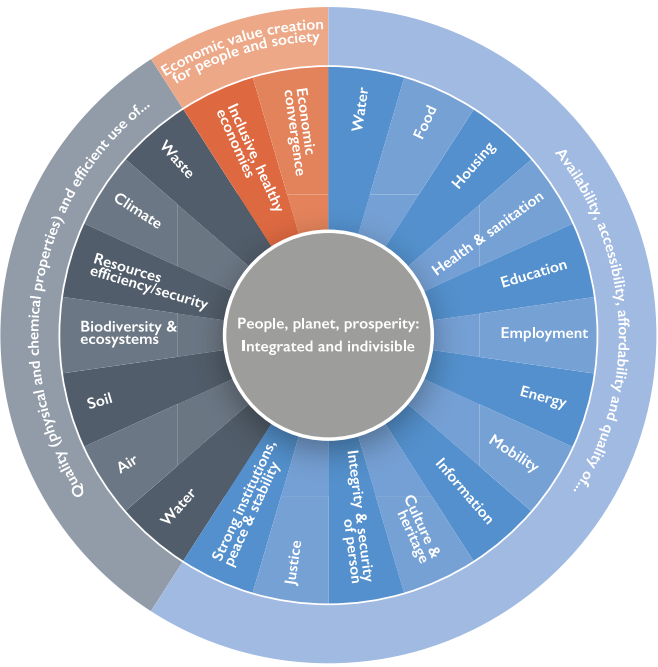 Economic value creation
for people and society
Availability, accessibility, affordability and quality of...
Quality (physical and chemical properties) and efficient use of...
Water
Food
Housing
Health & sanitation
Education
Employment
Energy
Mobility
Information
Culture &
heritage
Integrity & security
of person
Justice
Strong institutions,
peace & stability
Water
Air
Soil
Biodiversity &
ecosystems
Resources
efficiency/security
Climate
Waste
Inclusive, healthy
economies
Economic
convergence
People, planet, prosperity:
Integrated and indivisible